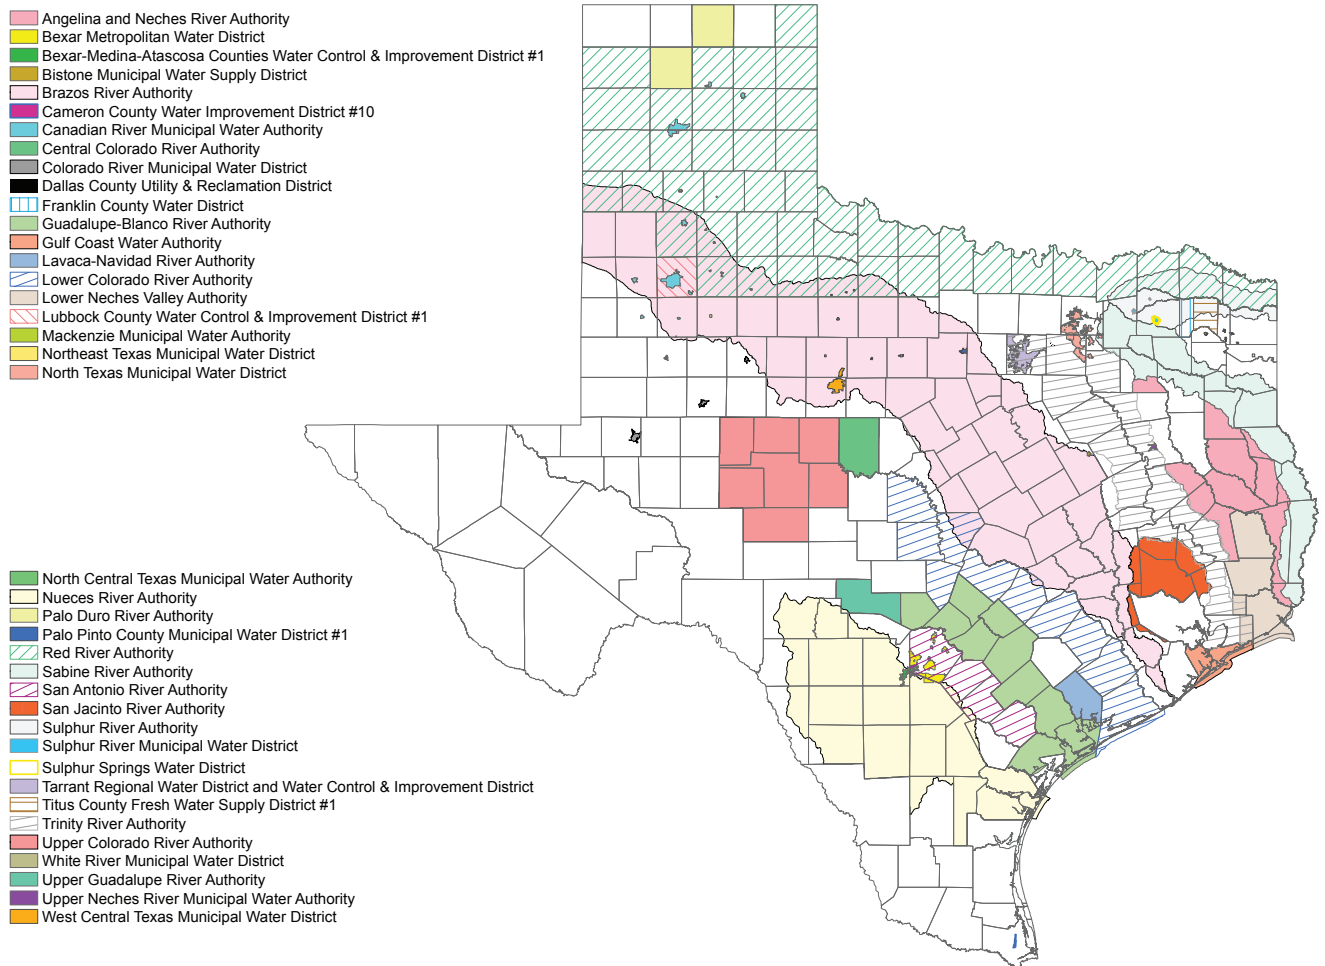 Angelina and Neches River Authority
Bexar Metropolitan Water District
Bexar-Medina-Atascosa Counties Water Control & Improvement District #1
Bistone Municipal Water Supply District
Brazos River Authority
Cameron County Water Improvement District #10
Canadian River Municipal Water Authority
Central Colorado River Authority
Colorado River Municipal Water District
Dallas County Utility & Reclamation District
Franklin County Water District
Guadalupe-Blanco River Authority
Gulf Coast Water Authority
Lavaca-Navidad River Authority
Lower Colorado River Authority
Lower Neches Valley Authority
Lubbock County Water Control & Improvement District #1
Mackenzie Municipal Water Authority
Northeast Texas Municipal Water District
North Texas Municipal Water District
North Central Texas Municipal Water Authority
Nueces River Authority
Palo Duro River Authority
Palo Pinto County Municipal Water District #1
Red River Authority
Sabine River Authority
San Antonio River Authority
San Jacinto River Authority
Sulphur River Authority
Sulphur River Municipal Water District
Sulphur Springs Water District
Tarrant Regional Water District and Water Control & Improvement District
Titus County Fresh Water Supply District #1
Trinity River Authority
Upper Colorado River Authority
White River Municipal Water District
Upper Guadalupe River Authority
Upper Neches River Municipal Water Authority
West Central Texas Municipal Water District